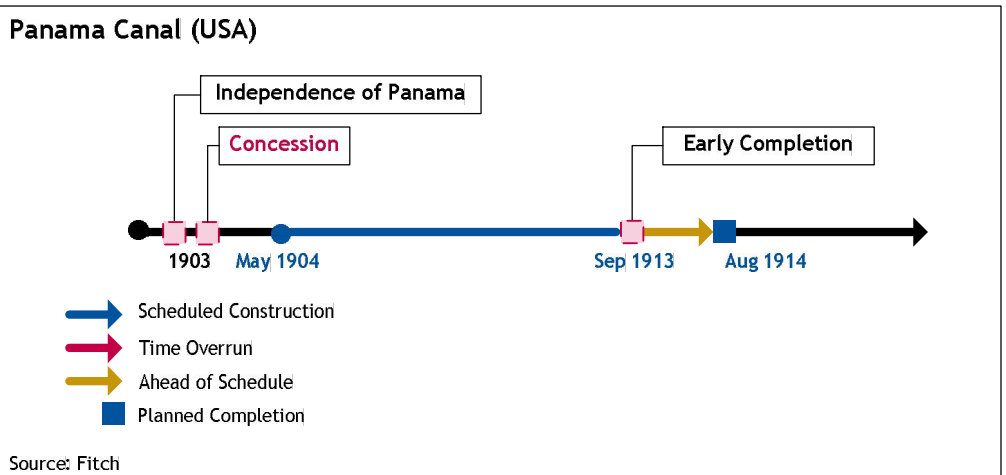 Panama Canal (USA)
Independence of Panama
Concession
Early Completion
1903
May 1904
Sep 1913
Aug 1914
Scheduled Construction
Time Overrun
Ahead of Schedule
Planned Completion
Source: Fitch